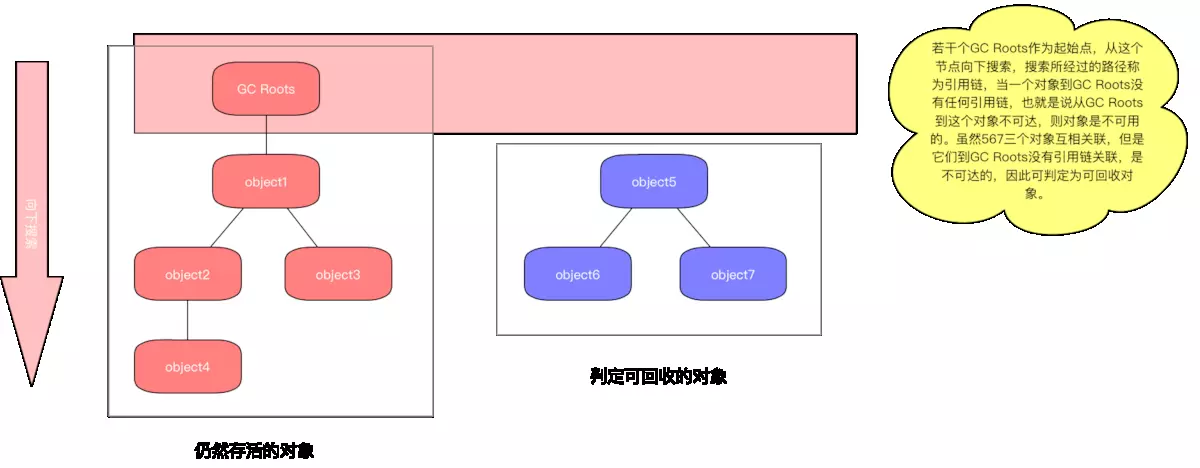 若干个GC Roots作为起始点，从这个
节点向下搜索，搜索所经过的路径称
为引用链，当一个对象到GC Roots没
有任何引用链，也就是说从GC Roots
到这个对象不可达，则对象是不可用
的。虽然567三个对象互相关联，但是
它们到GC Roots没有引用链关联，是
不可达的，因此可判定为可回收对
象。
GC Roots
object1
object5
向下搜索
object2
object3
object6
object7
object4
判定可回收的对象
仍然存活的对象